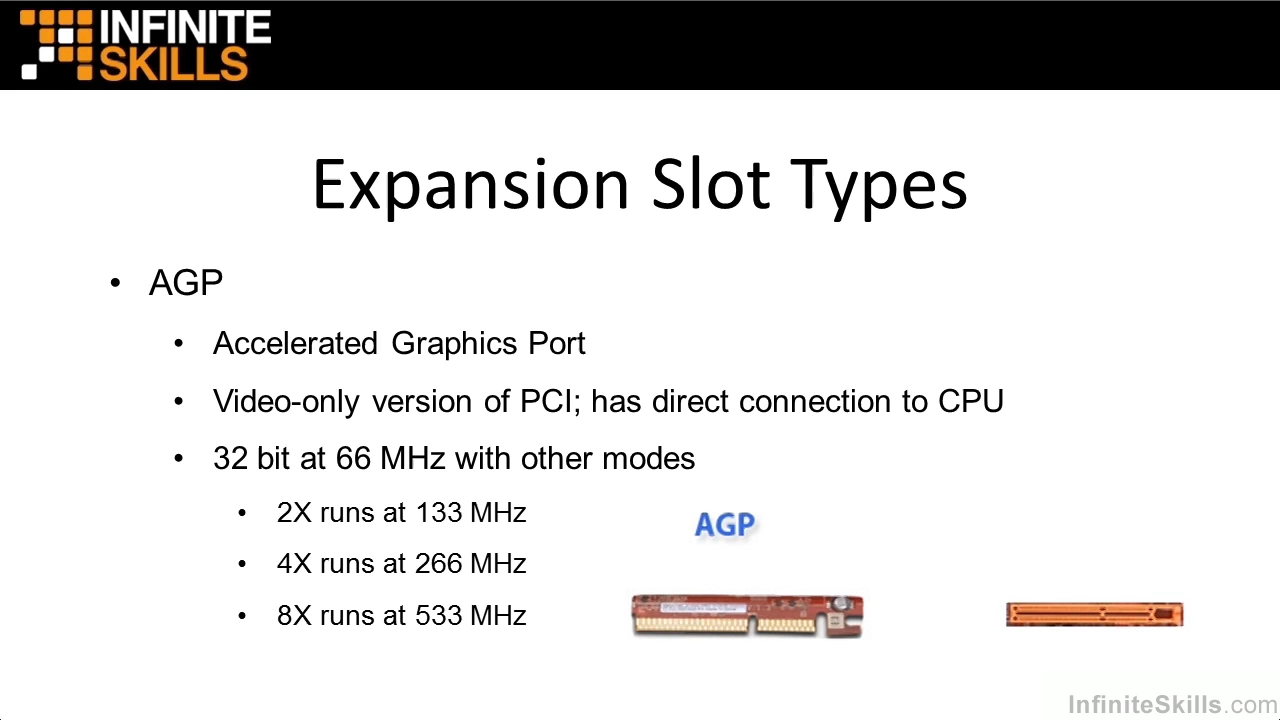 INFINITE
SKILLS
Expansion Slot Types
• AGP
• Accelerated Graphics Port
• Video-only version of PCI; has direct connection to CPU
• 32 bit at 66 MHz with other modes
• 2X runs at 133 MHz
AGP
• 4X runs at 266 MHz
• 8X runs at 533 MHz
InfiniteSkills.com